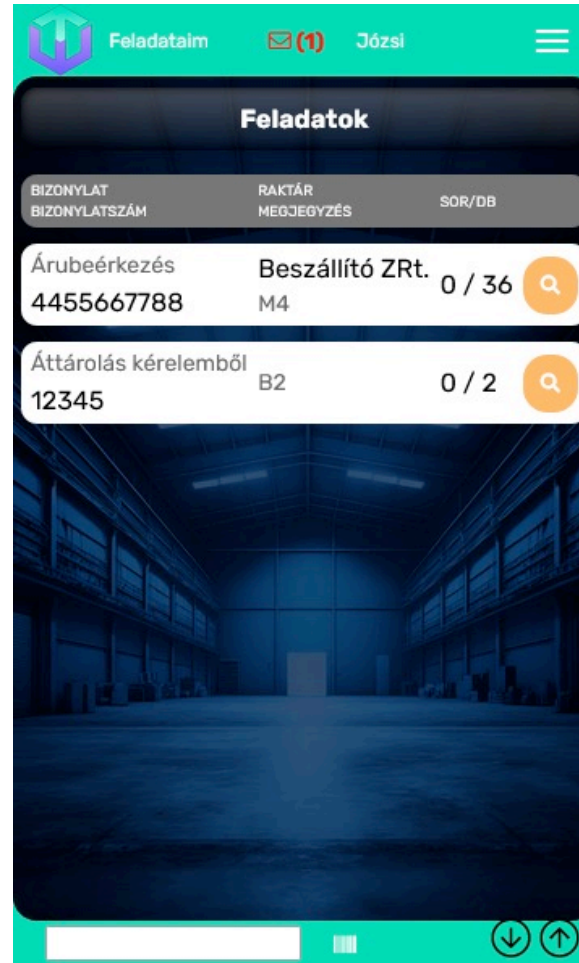 Feladataim (1) Józsi
Feladatok
BIZONYLAT RAKTÁR SOR/DB
BIZONYLATSZÁM MEGJEGYZÉS
Árubeérkezés Beszállító ZRt. 0 / 36
4455667788 M4
Áttárolás kérelemből B2 0 / 2
12345